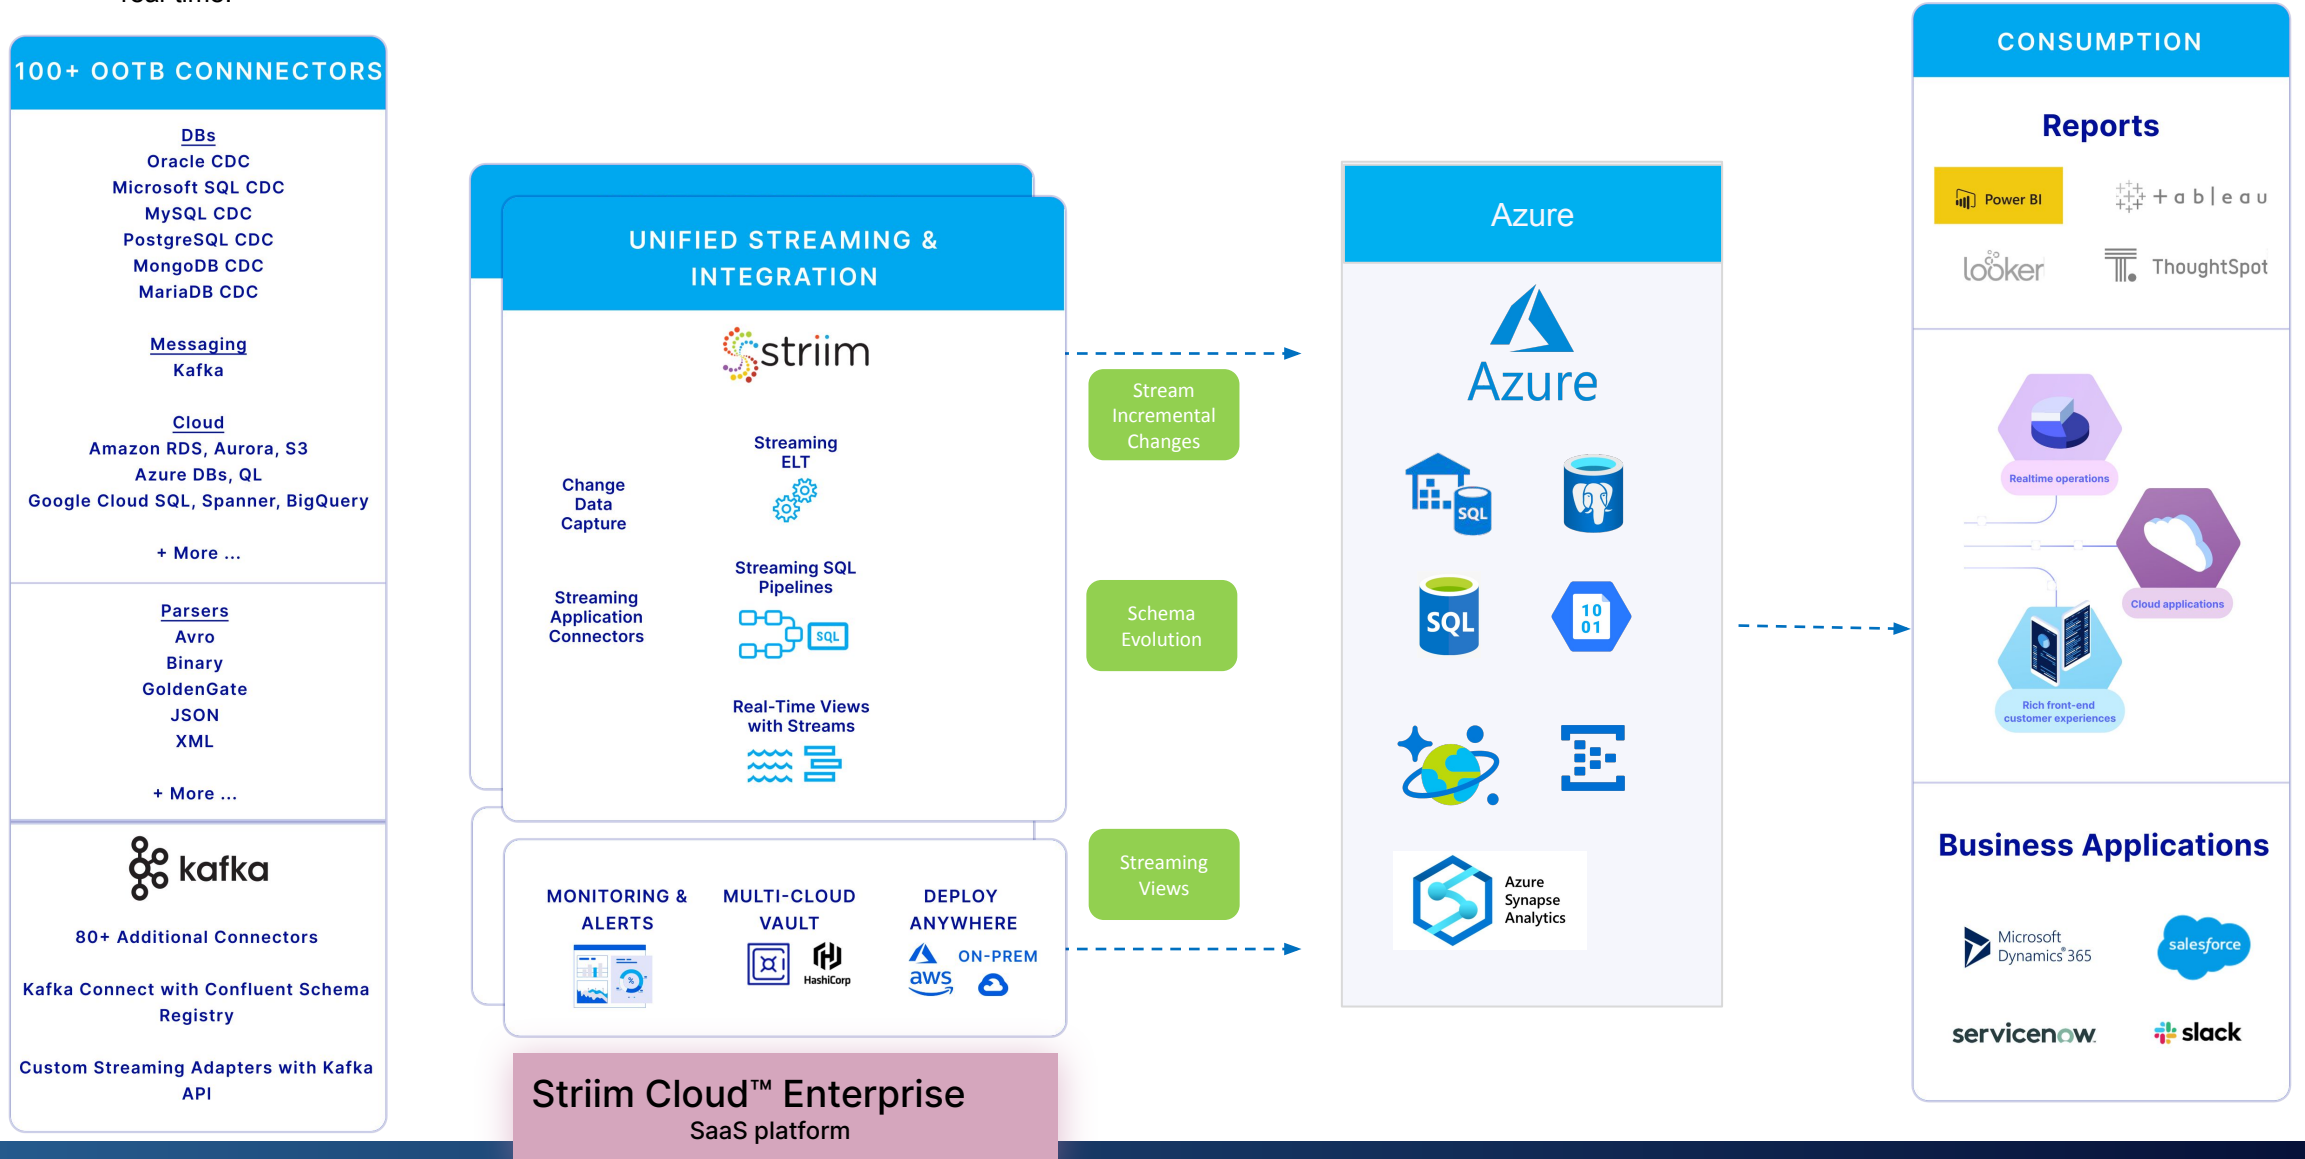 real time.
100+ OOTB CONNNECTORS
DBs
Oracle CDC
Microsoft SQL CDC
MySQL CDC
PostgreSQL CDC
MongoDB CDC
MariaDB CDC
Messaging
Kafka
Cloud
Amazon RDS, Aurora, S3
Azure DBs, QL
Google Cloud SQL, Spanner, BigQuery
+ More ...
Parsers
Avro
Binary
GoldenGate
JSON
XML
+ More ...
kafka
80+ Additional Connectors
Kafka Connect with Confluent Schema
Registry
Custom Streaming Adapters with Kafka
API
UNIFIED STREAMING &
INTEGRATION
striim
Streaming
ELT
Change
Data
Capture
Streaming SQL
Pipelines
SQL
Streaming
Application
Connectors
Real-Time Views
with Streams
MONITORING &
ALERTS
%
MULTI-CLOUD
VAULT
HashiCorp
DEPLOY
ANYWHERE
ON-PREM
aws
Striim Cloud™ Enterprise
SaaS platform
Stream
Incremental
Changes
Schema
Evolution
Streaming
Views
Azure
Azure
SQL
SQL
10
01
Azure
Synapse
Analytics
CONSUMPTION
Reports
Power BI
+ableau
looker
ThoughtSpot
Realtime operations
Cloud applications
Rich front-end
customer experiences
Business Applications
Microsoft
Dynamics® 365
salesforce
servicenow.
slack